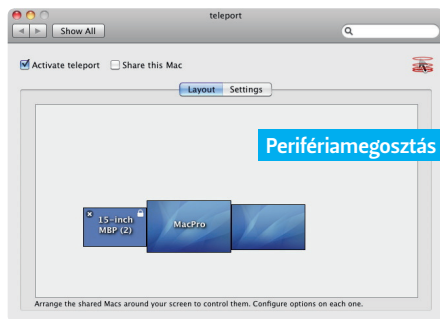 teleport
Show All
Activate teleport Share this Mac
Layout Settings
Perifériamegosztás
15-inch
MBP (2)
MacPro
Arrange the shared Macs around your screen to control them. Configure options on each one.